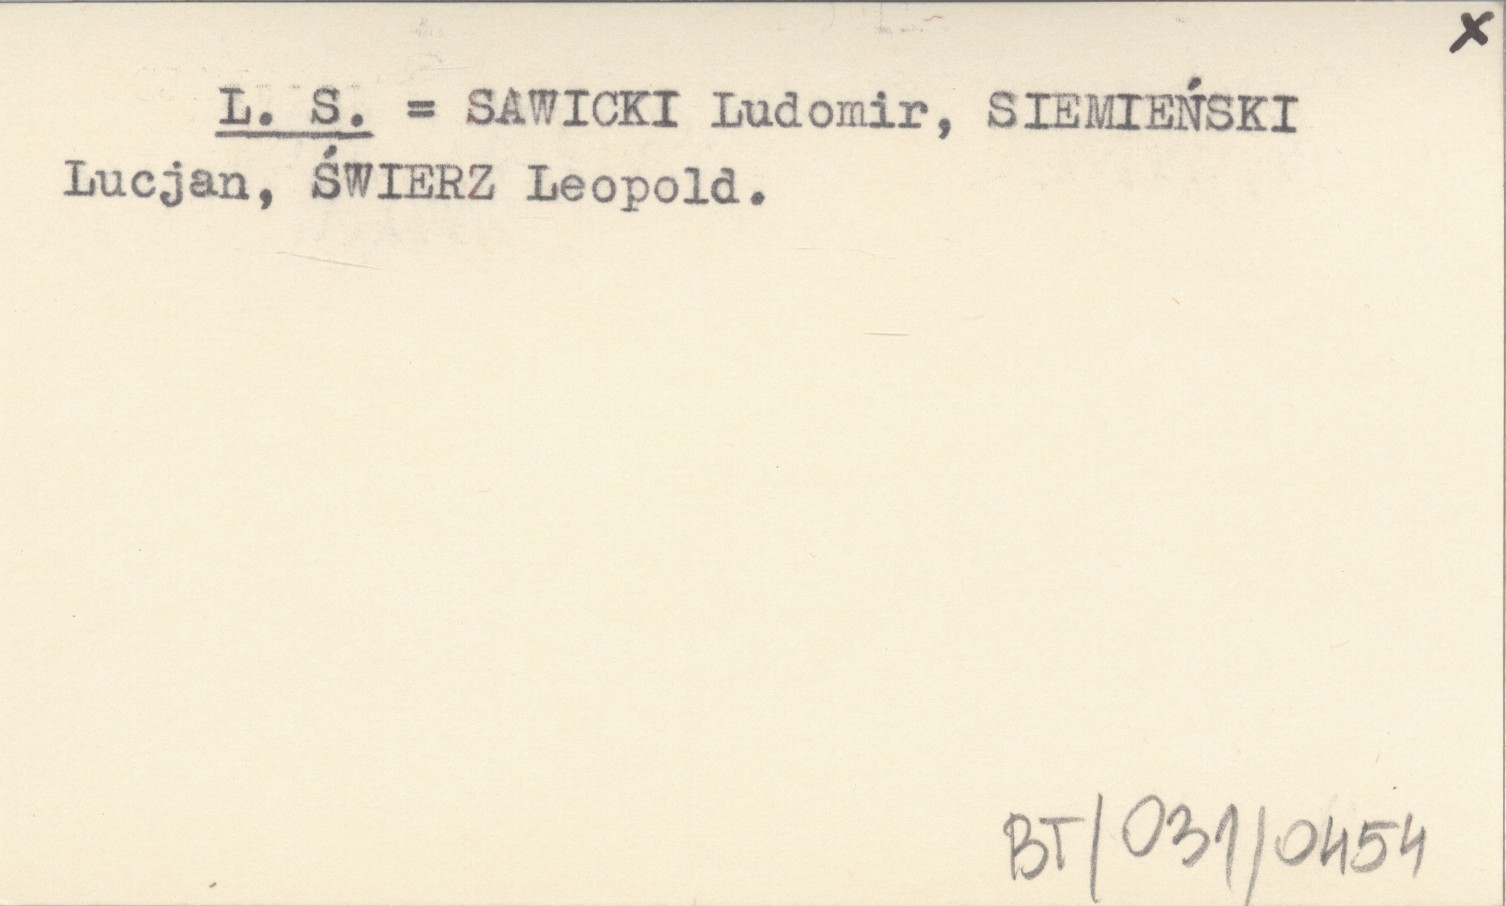 x
L. S. = SAWICKI Ludomir, SIEMIEŃSKI
Lucjan, ŚWIERZ Leopold.
BT/031/0454